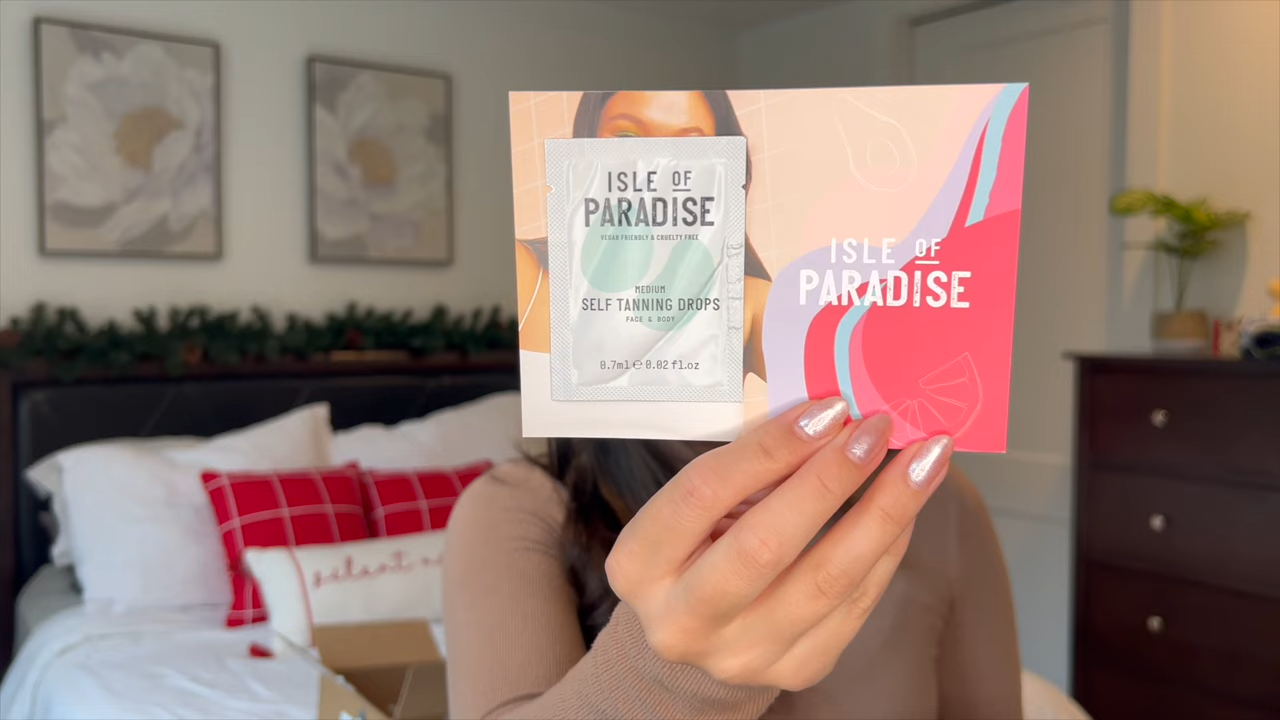 ISLE OF
PARADISE
VEGAN FRIENDLY & CRUELTY FREE
MEDIUM
SELF TANNING DROPS
FACE & BODY
0.7ml ℮ 0.02 fl.oz
ISLE OF
PARADISE
silent